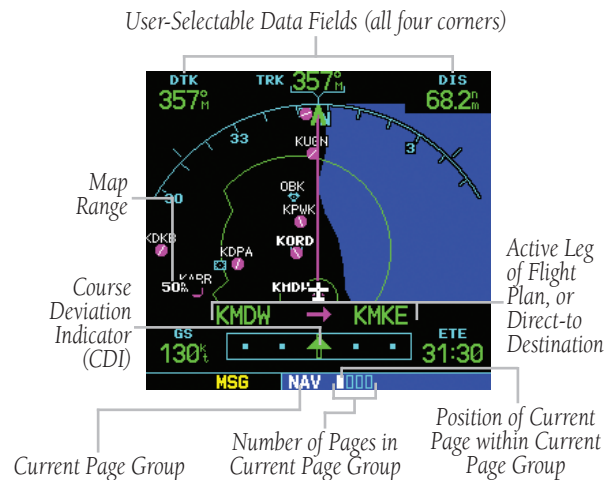 User-Selectable Data Fields (all four corners)
DTK
TRK 357°M
DIS
357°M
68.2nm
N
KUGN
33
3
OBK
Map
Range
30
KPWK
KDKB
KORD
KDPA
KARR
50nm
KMDW
Active Leg
of Flight
Plan, or
Direct-to
Destination
Course
Deviation
Indicator
(CDI)
KMDW → KMKE
GS
ETE
130kt
31:30
MSG
NAV
Current Page Group
Number of Pages in
Current Page Group
Position of Current
Page within Current
Page Group